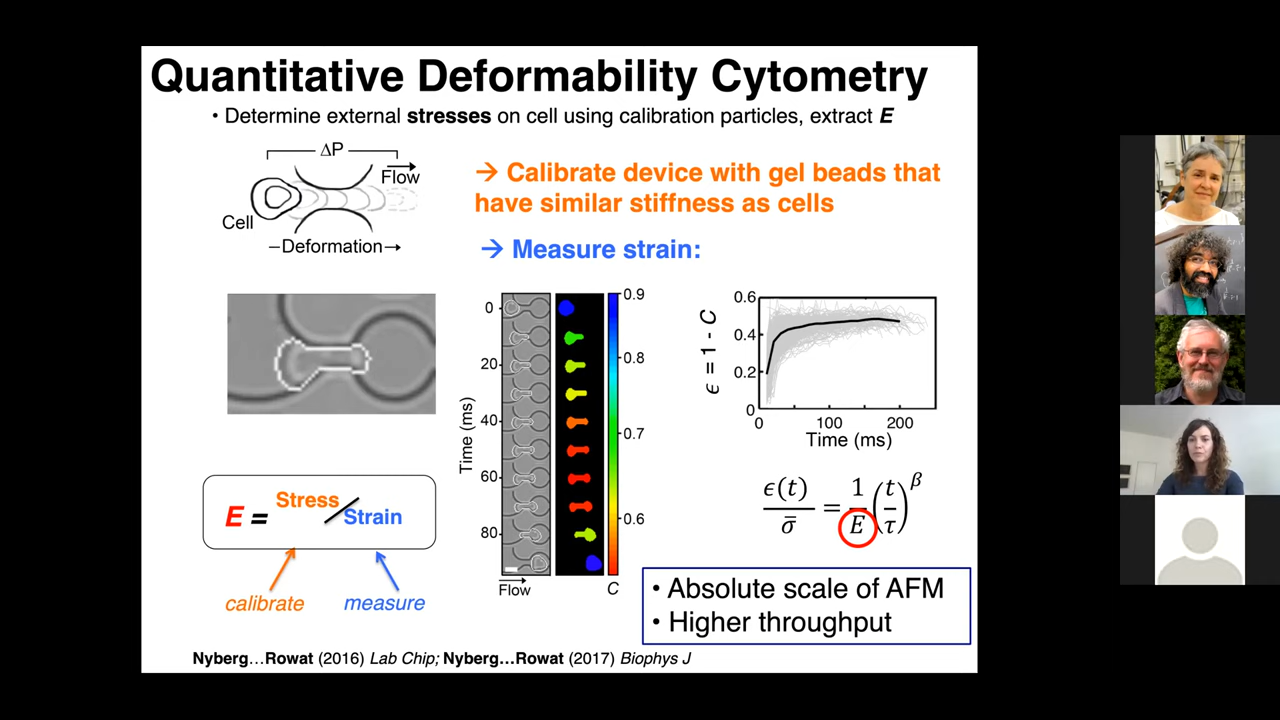 Quantitative Deformability Cytometry
• Determine external stresses on cell using calibration particles, extract E
ΔP
Flow
Cell
Deformation
→ Calibrate device with gel beads that
have similar stiffness as cells
→ Measure strain:
E = Stress / Strain
calibrate
measure
Time (ms)
0
20
40
60
80
Flow
0.9
0.8
0.7
0.6
C
ϵ = 1 - C
0.6
0.4
0.2
0
0 100 200
Time (ms)
ϵ(t)/σ̄ = 1/E (t/τ)^β
• Absolute scale of AFM
• Higher throughput
Nyberg…Rowat (2016) Lab Chip; Nyberg…Rowat (2017) Biophys J